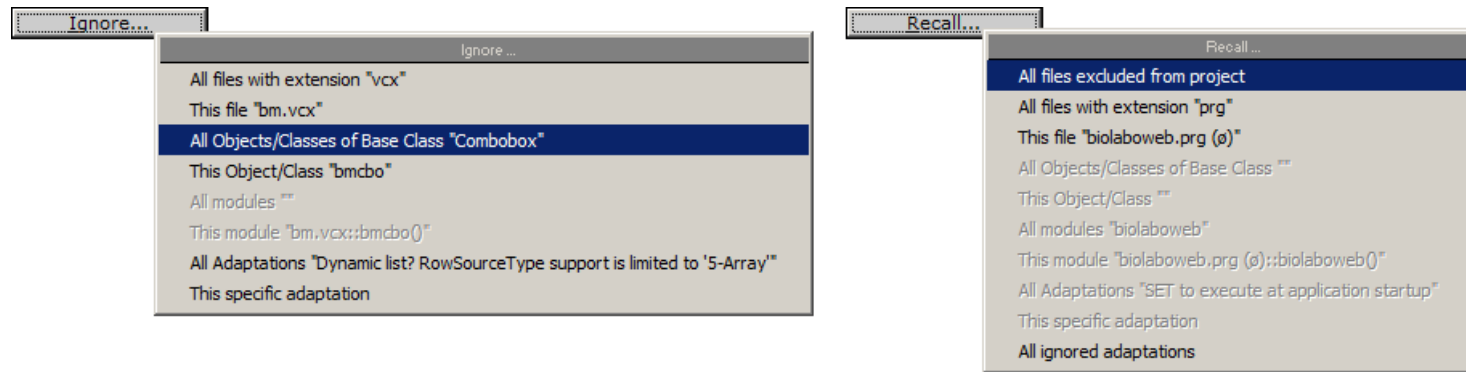 Ignore...
Ignore ...
All files with extension "vcx"
This file "bm.vcx"
All Objects/Classes of Base Class "Combobox"
This Object/Class "bmcbo"
All modules ""
This module "bm.vcx::bmcbo()"
All Adaptations "Dynamic list? RowSourceType support is limited to '5-Array'"
This specific adaptation
Recall...
Recall ...
All files excluded from project
All files with extension "prg"
This file "biolaboweb.prg (ø)"
All Objects/Classes of Base Class ""
This Object/Class ""
All modules "biolaboweb"
This module "biolaboweb.prg (ø)::biolaboweb()"
All Adaptations "SET to execute at application startup"
This specific adaptation
All ignored adaptations